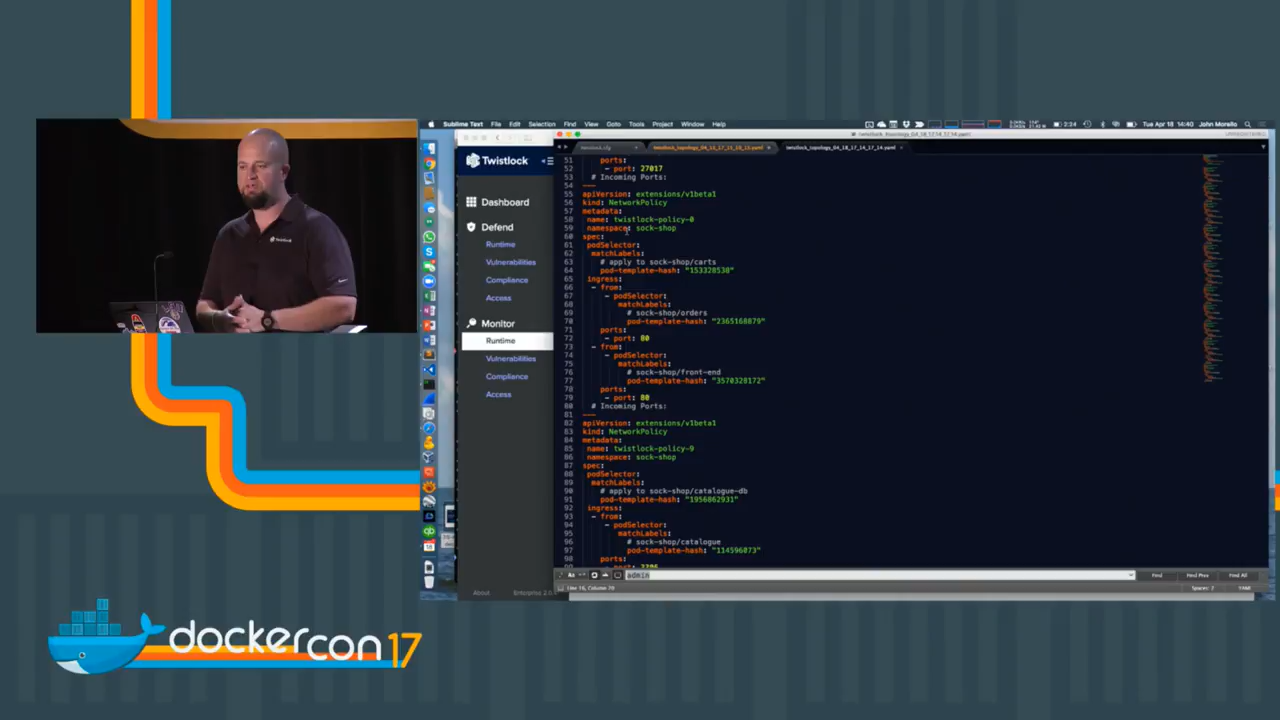 Sublime Text File Edit Selection Find View Goto Tools Project Window Help
2:24 Tue Apr 18 14:40 John Morello
Twistlock
Dashboard
Defend
Runtime
Vulnerabilities
Compliance
Access
Monitor
Runtime
Vulnerabilities
Compliance
Access
About
51 ports:
52 - port: 27017
53 # Incoming Ports:
54 ---
55 apiVersion: extensions/v1beta1
56 kind: NetworkPolicy
57 metadata:
58 name: twistlock-policy-0
59 namespace: sock-shop
60 spec:
61 podSelector:
62 matchLabels:
63 # apply to sock-shop/carts
64 pod-template-hash: "153328538"
65 ingress:
66 - from:
67 - podSelector:
68 matchLabels:
69 # sock-shop/orders
70 pod-template-hash: "2365168879"
71 ports:
72 - port: 80
73 - from:
74 - podSelector:
75 matchLabels:
76 # sock-shop/front-end
77 pod-template-hash: "3570328172"
78 ports:
79 - port: 80
80 # Incoming Ports:
81 ---
82 apiVersion: extensions/v1beta1
83 kind: NetworkPolicy
84 metadata:
85 name: twistlock-policy-9
86 namespace: sock-shop
87 spec:
88 podSelector:
89 matchLabels:
90 # apply to sock-shop/catalogue-db
91 pod-template-hash: "1956862931"
92 ingress:
93 - from:
94 - podSelector:
95 matchLabels:
96 # sock-shop/catalogue
97 pod-template-hash: "114596073"
98 ports:
admin
Find Find Prev Find All
dockercon 17